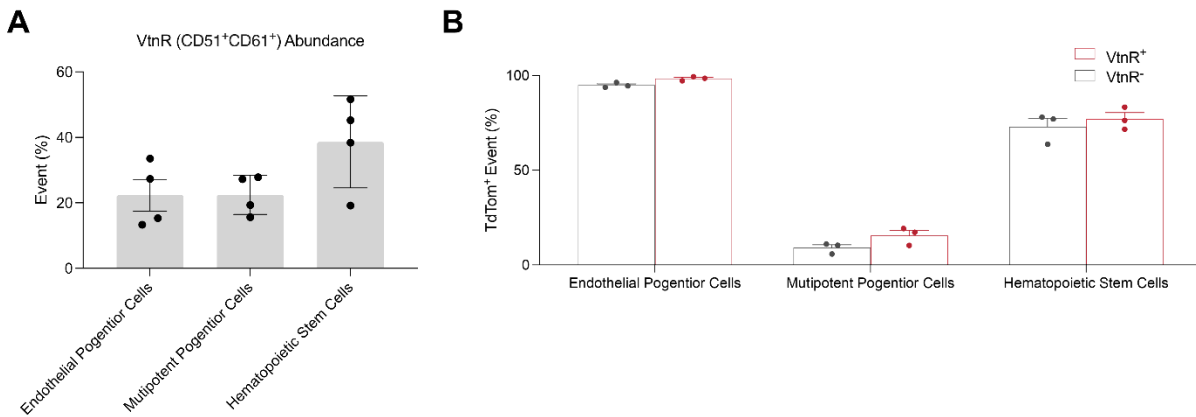 A
VtnR (CD51⁺CD61⁺) Abundance
Event (%)
60
40
20
0
Endothelial Pogentior Cells
Mutipotent Pogentior Cells
Hematopoietic Stem Cells
B
VtnR⁺
VtnR⁻
TdTom⁺ Event (%)
100
50
0
Endothelial Pogentior Cells
Mutipotent Pogentior Cells
Hematopoietic Stem Cells